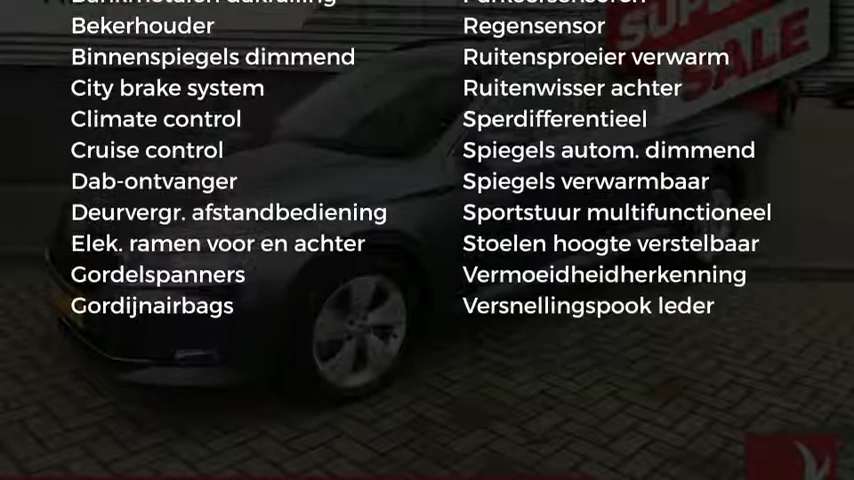 Bekerhouder
Binnenspiegels dimmend
City brake system
Climate control
Cruise control
Dab-ontvanger
Deurvergr. afstandbediening
Elek. ramen voor en achter
Gordelspanners
Gordijnairbags
Regensensor
Ruitensproeier verwarm
Ruitenwisser achter
Sperdifferentieel
Spiegels autom. dimmend
Spiegels verwarmbaar
Sportstuur multifunctioneel
Stoelen hoogte verstelbaar
Vermoeidheidherkenning
Versnellingspook leder
SALE